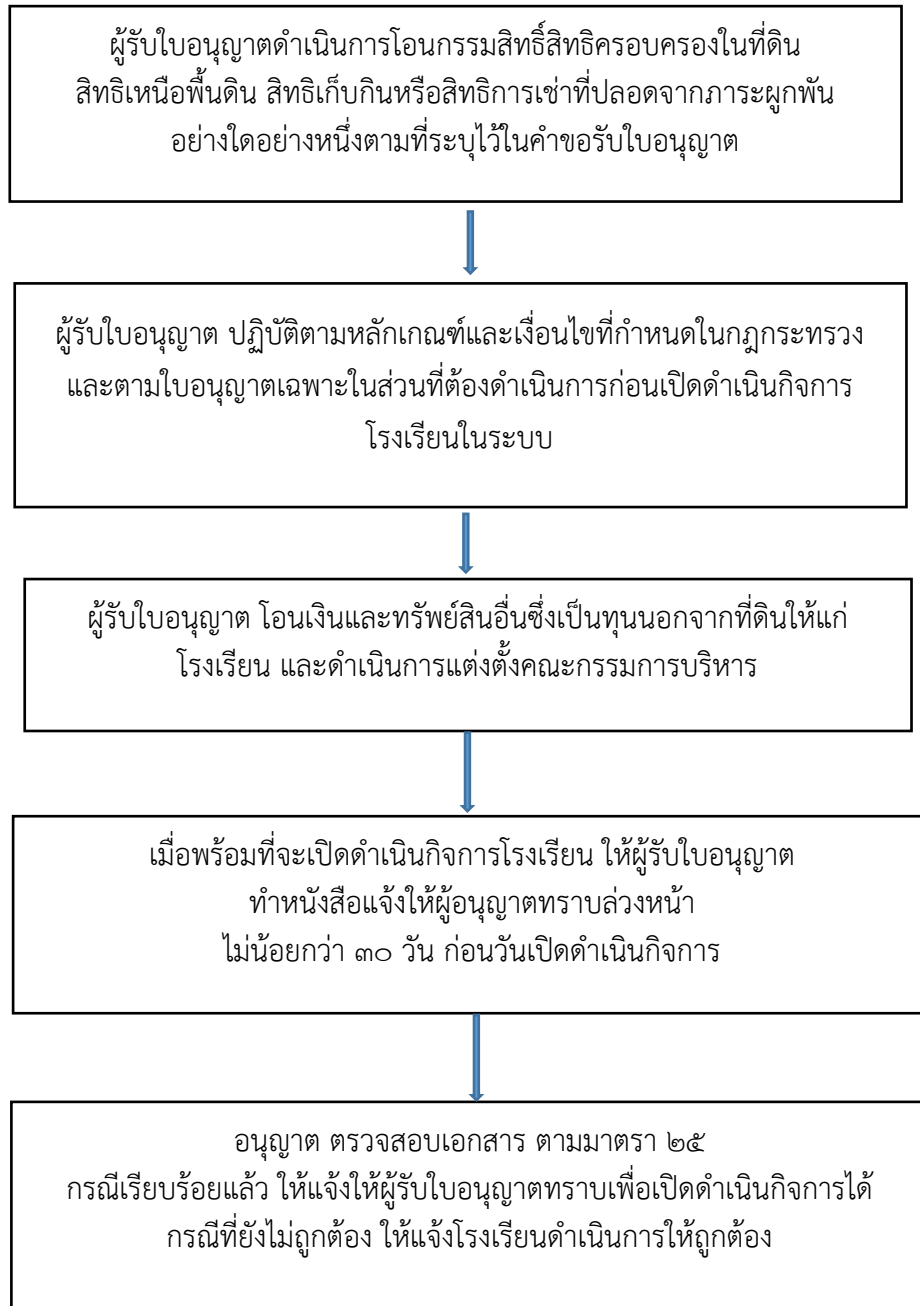 ผู้รับใบอนุญาตดำเนินการโอนกรรมสิทธิ์สิทธิครอบครองในที่ดิน
สิทธิเหนือพื้นดิน สิทธิเก็บกินหรือสิทธิการเช่าที่ปลอดจากภาระผูกพัน
อย่างใดอย่างหนึ่งตามที่ระบุไว้ในคำขอรับใบอนุญาต
ผู้รับใบอนุญาต ปฏิบัติตามหลักเกณฑ์และเงื่อนไขที่กำหนดในกฎกระทรวง
และตามใบอนุญาตเฉพาะในส่วนที่ต้องดำเนินการก่อนเปิดดำเนินกิจการ
โรงเรียนในระบบ
ผู้รับใบอนุญาต โอนเงินและทรัพย์สินอื่นซึ่งเป็นทุนนอกจากที่ดินให้แก่
โรงเรียน และดำเนินการแต่งตั้งคณะกรรมการบริหาร
เมื่อพร้อมที่จะเปิดดำเนินกิจการโรงเรียน ให้ผู้รับใบอนุญาต
ทำหนังสือแจ้งให้ผู้อนุญาตทราบล่วงหน้า
ไม่น้อยกว่า ๓๐ วัน ก่อนวันเปิดดำเนินกิจการ
อนุญาต ตรวจสอบเอกสาร ตามมาตรา ๒๕
กรณีเรียบร้อยแล้ว ให้แจ้งให้ผู้รับใบอนุญาตทราบเพื่อเปิดดำเนินกิจการได้
กรณีที่ยังไม่ถูกต้อง ให้แจ้งโรงเรียนดำเนินการให้ถูกต้อง